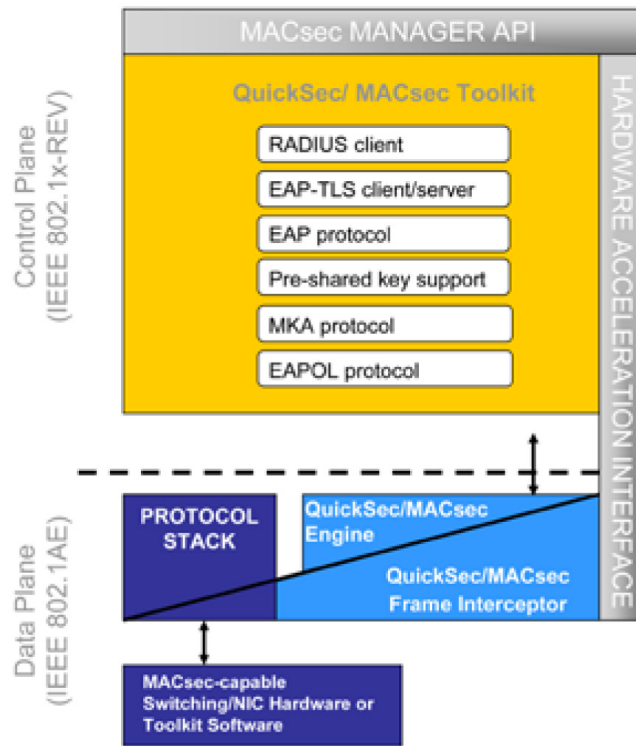 MACsec MANAGER API
QuickSec/ MACsec Toolkit
RADIUS client
EAP-TLS client/server
EAP protocol
Pre-shared key support
MKA protocol
EAPOL protocol
HARDWARE ACCELERATION INTERFACE
Control Plane
(IEEE 802.1x-REV)
PROTOCOL
STACK
QuickSec/MACsec
Engine
QuickSec/MACsec
Frame Interceptor
Data Plane
(IEEE 802.1AE)
MACsec-capable
Switching/NIC Hardware or
Toolkit Software